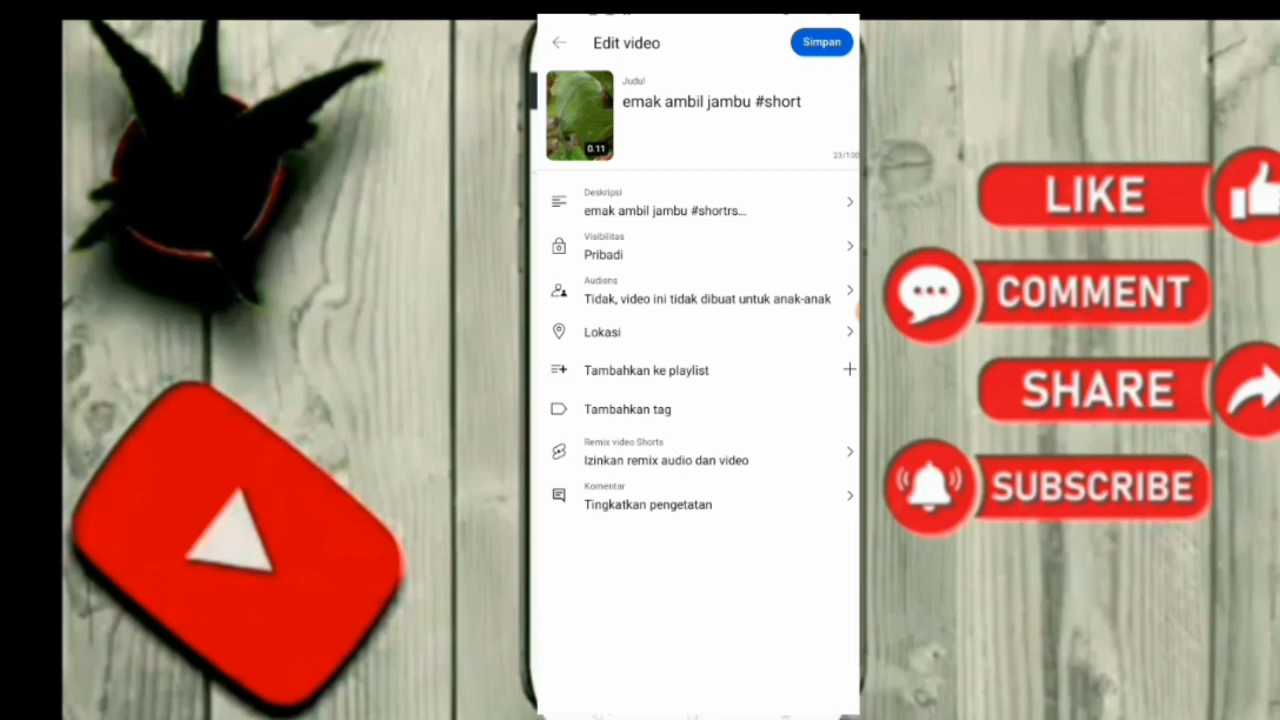 Edit video
Simpan
Judul
emak ambil jambu #short
0.11
23/100
Deskripsi
emak ambil jambu #shortrs...
Visibilitas
Pribadi
Audiens
Tidak, video ini tidak dibuat untuk anak-anak
Lokasi
Tambahkan ke playlist
Tambahkan tag
Remix video Shorts
Izinkan remix audio dan video
Komentar
Tingkatkan pengetatan
LIKE
COMMENT
SHARE
SUBSCRIBE